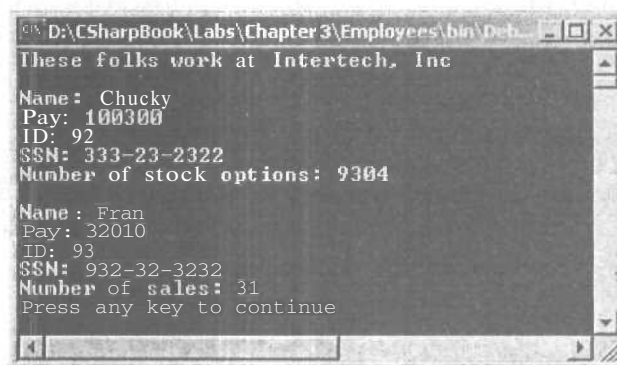 D:\CSharpBook\Labs\Chapter 3\Employees\bin\Deb...
These folks work at Intertech, Inc
Name: Chucky
Pay: 100300
ID: 92
SSN: 333-23-2322
Number of stock options: 9304
Name: Fran
Pay: 32010
ID: 93
SSN: 932-32-3232
Number of sales: 31
Press any key to continue